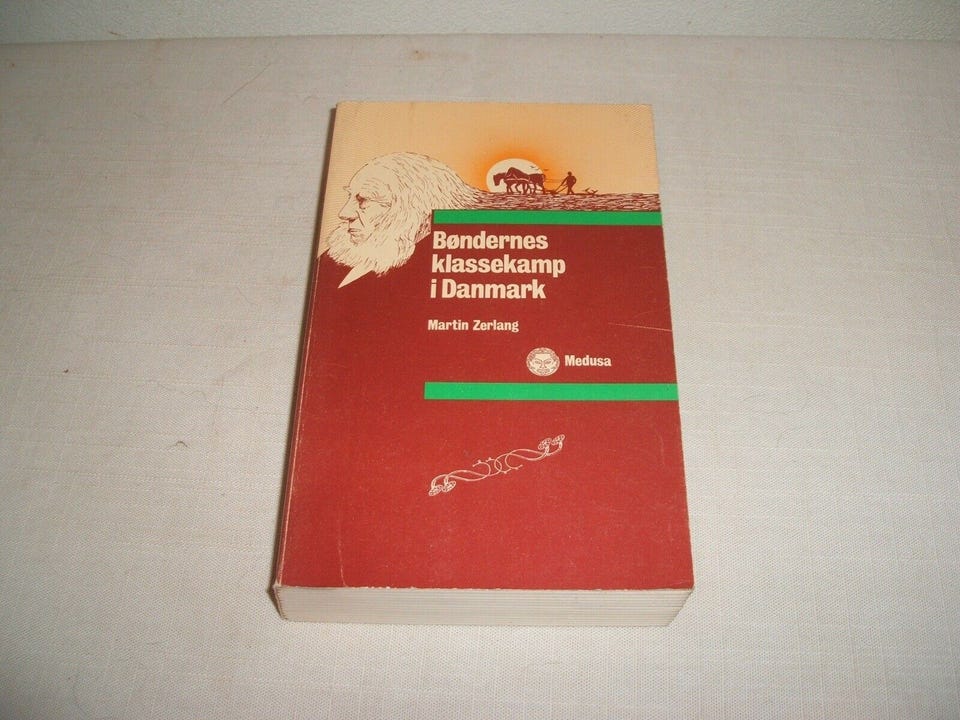 Bøndernes
klassekamp
i Danmark
Martin Zerlang
Medusa